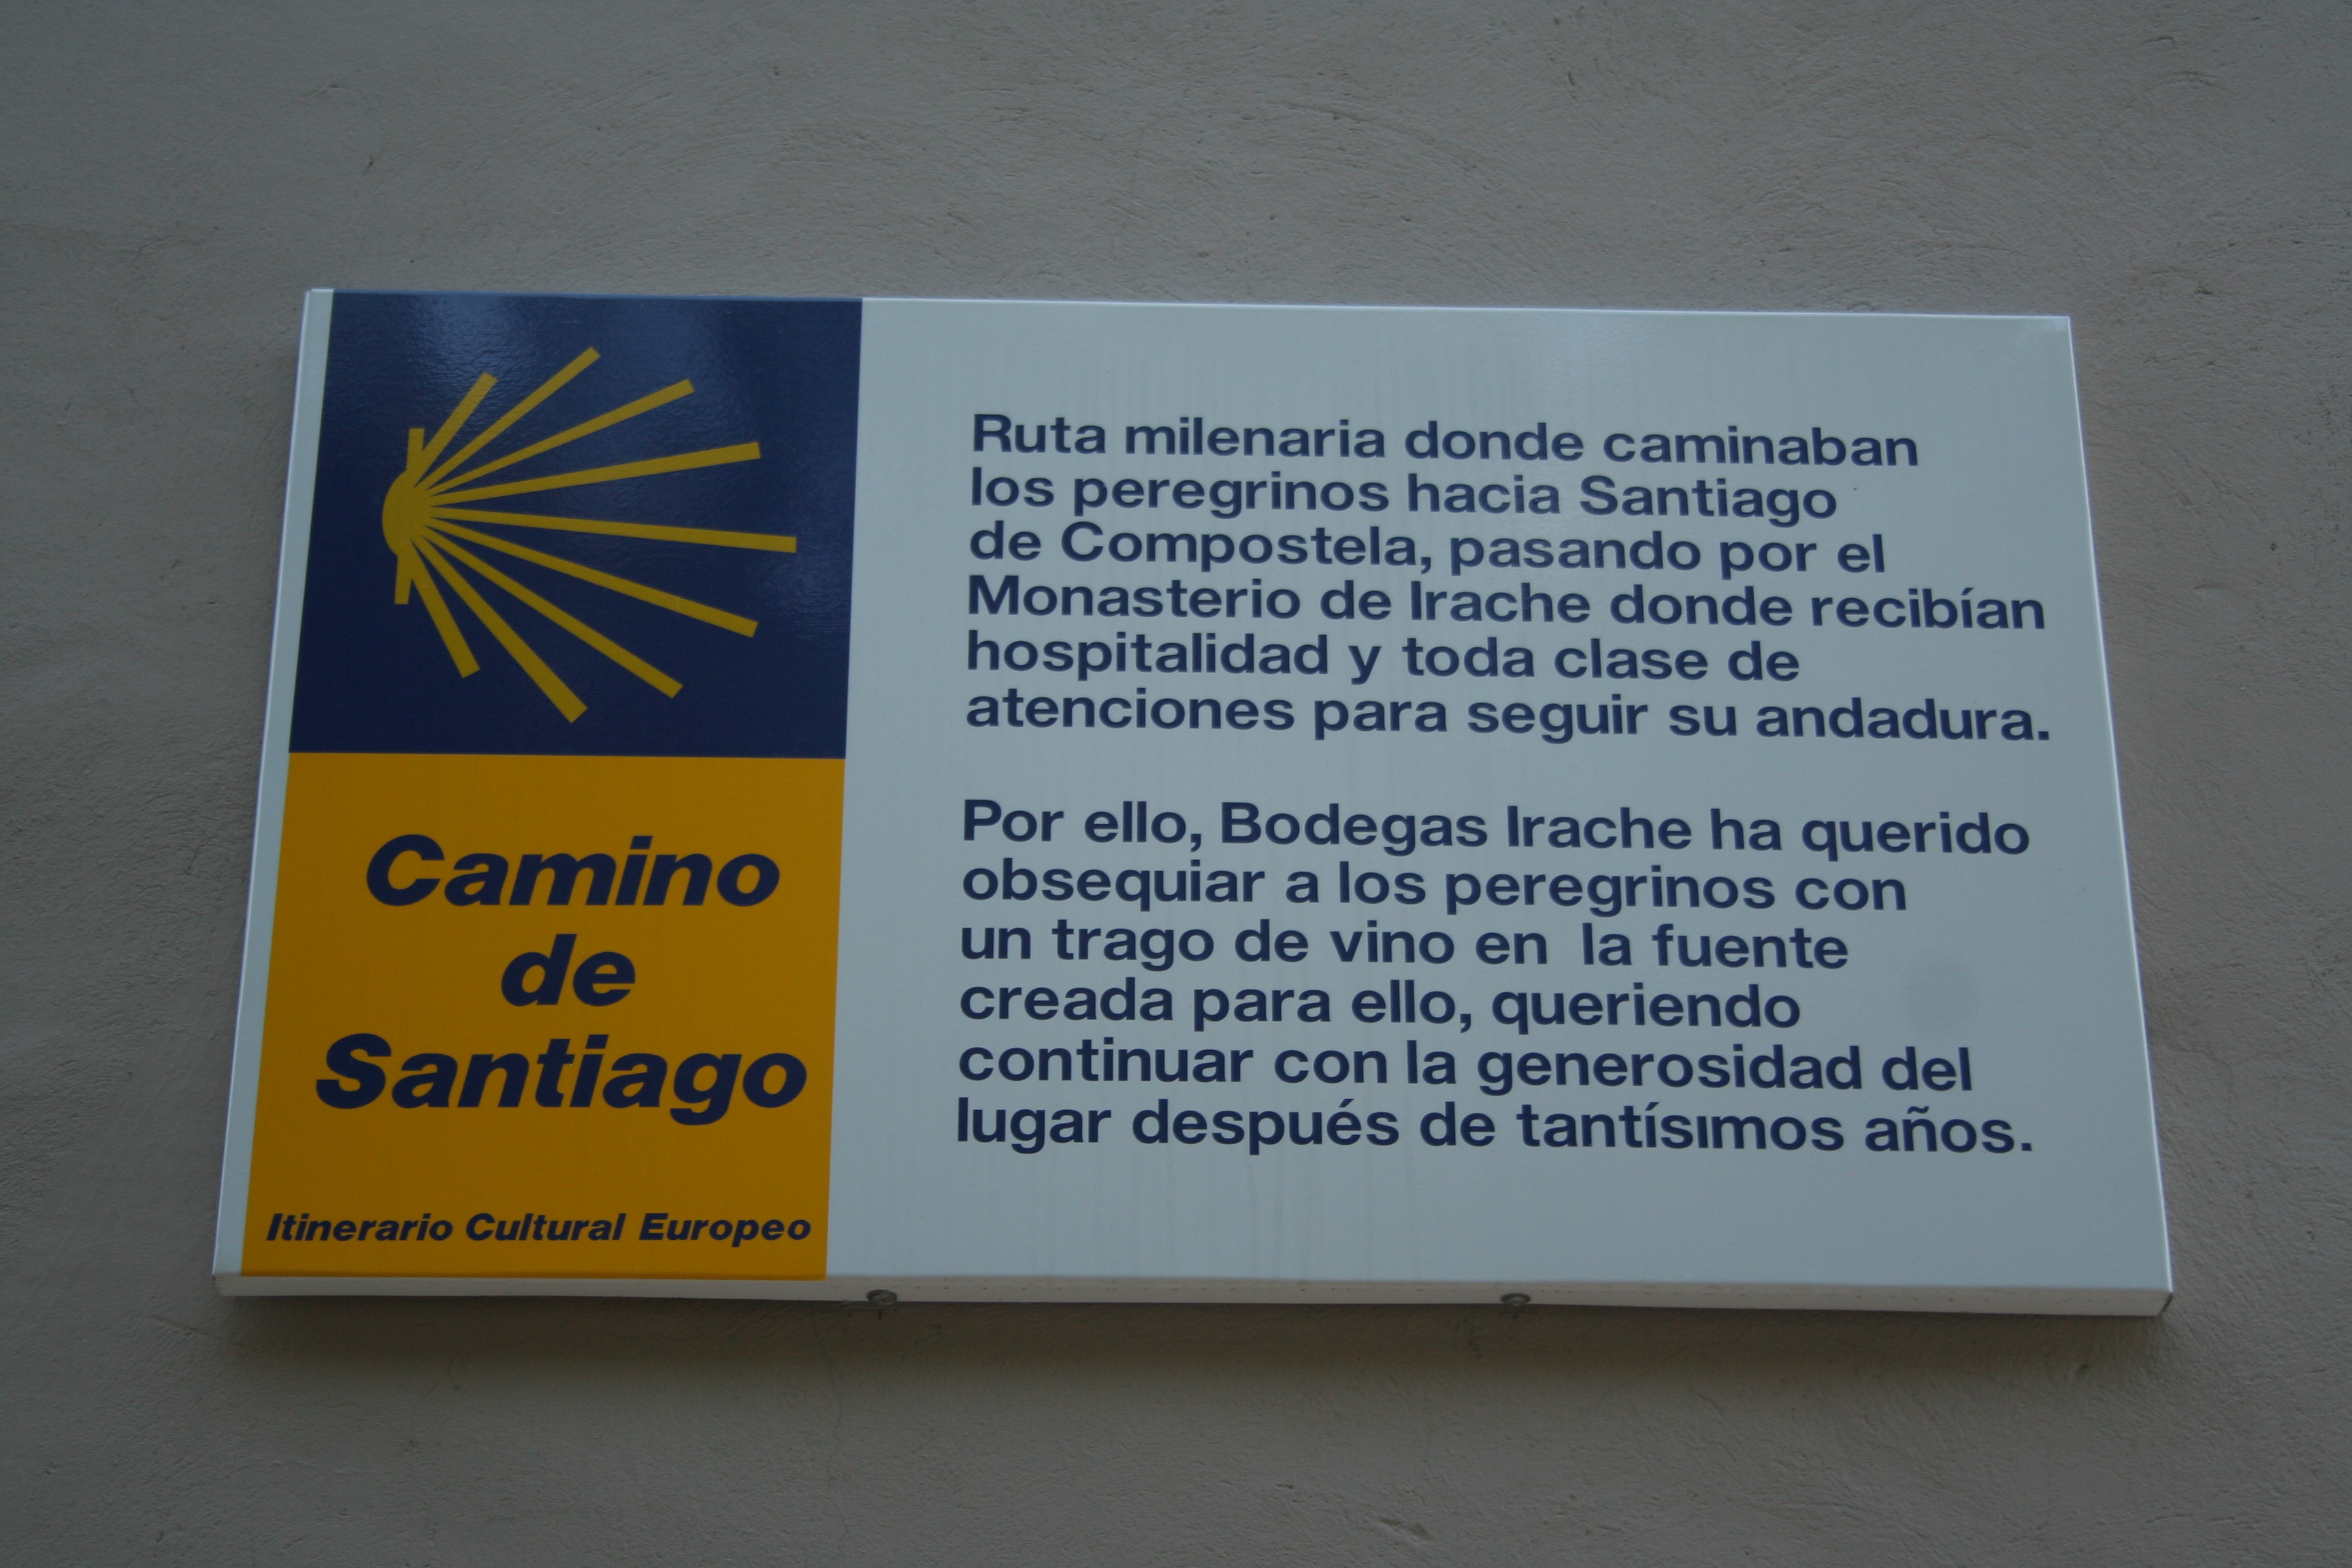 Camino
de
Santiago
Itinerario Cultural Europeo
Ruta milenaria donde caminaban
los peregrinos hacia Santiago
de Compostela, pasando por el
Monasterio de Irache donde recibían
hospitalidad y toda clase de
atenciones para seguir su andadura.
Por ello, Bodegas Irache ha querido
obsequiar a los peregrinos con
un trago de vino en la fuente
creada para ello, queriendo
continuar con la generosidad del
lugar después de tantísımos años.